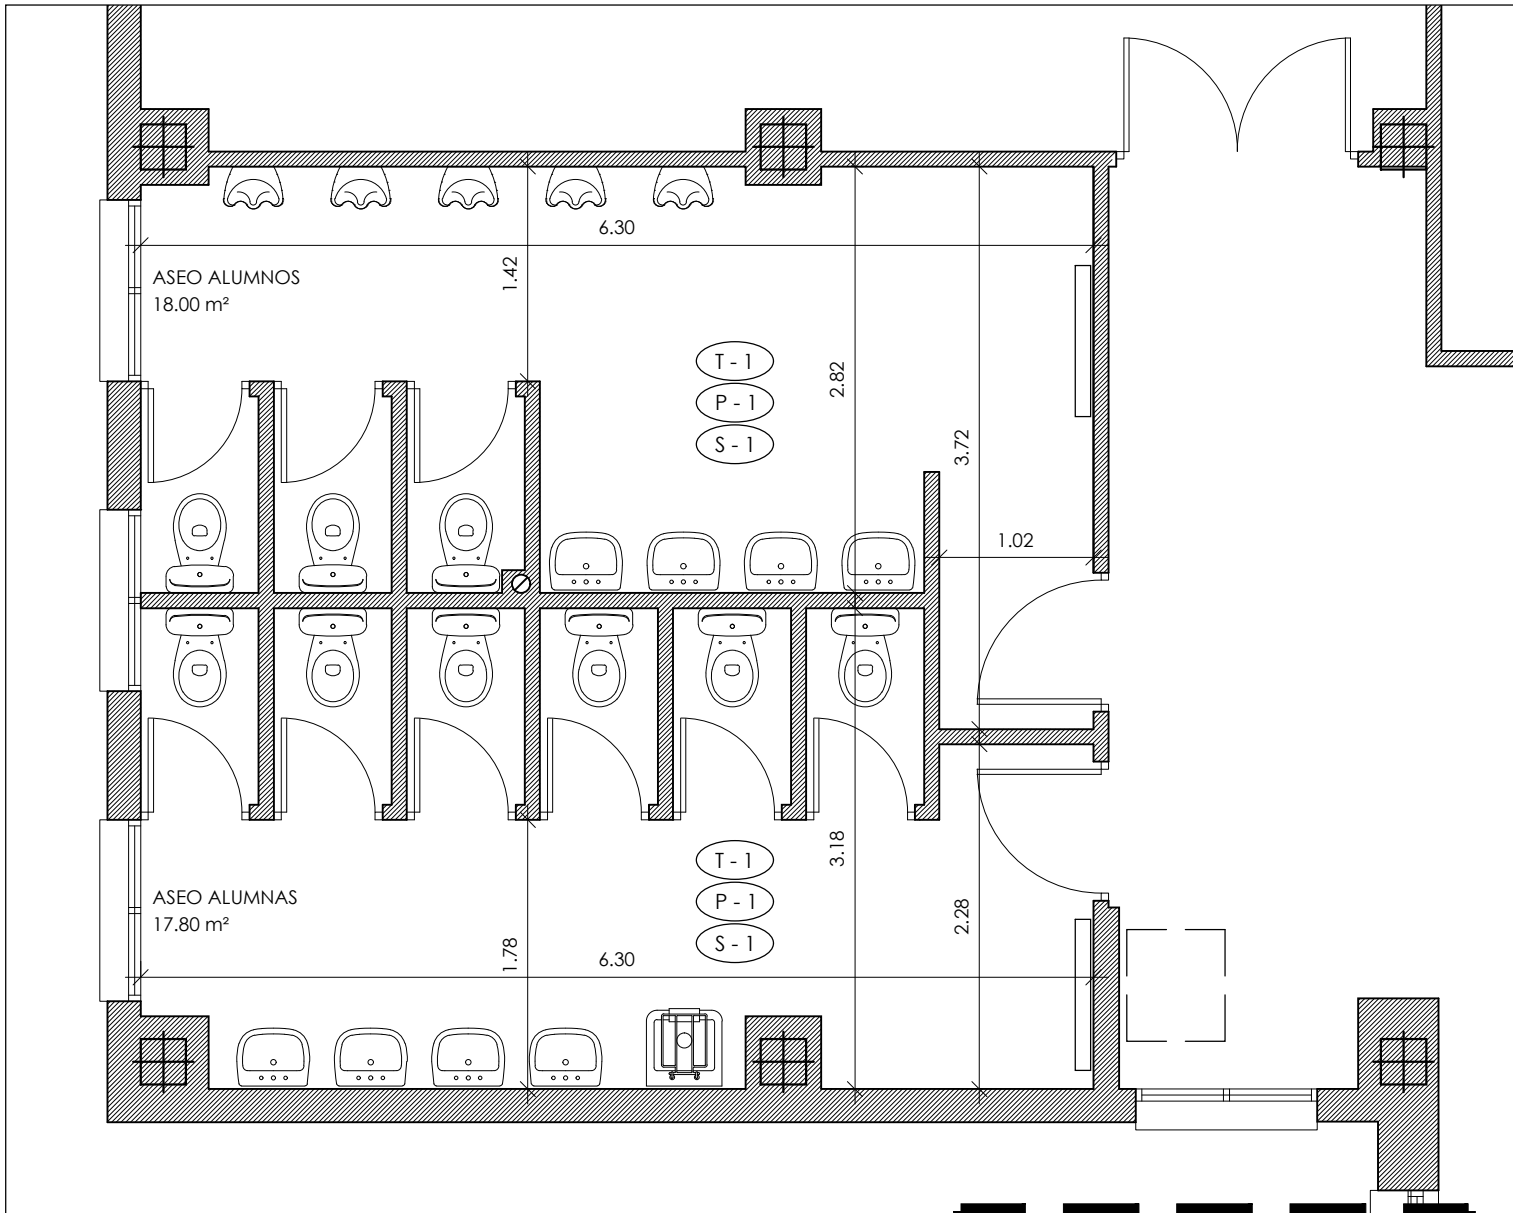 6.30
1.42
ASEO ALUMNOS
18.00 m²
T - 1
P - 1
S - 1
2.82
3.72
1.02
T - 1
P - 1
S - 1
3.18
ASEO ALUMNAS
17.80 m²
2.28
1.78
6.30